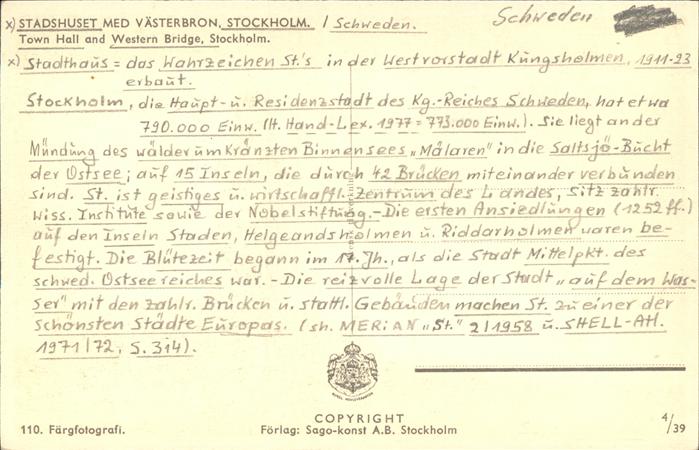 x) STADSHUSET MED VÄSTERBRON, STOCKHOLM. / Schweden.
Schweden
Town Hall and Western Bridge, Stockholm.
x) Stadthaus = das Wahrzeichen St.'s in der Westvorstadt Kungsholmen, 1911-23
erbaut.
Stockholm, die Haupt- u. Residenzstadt des Kg.-Reiches Schweden, hat etwa
790.000 Einw. (lt. Hand-Lex. 1977 = 773.000 Einw.). Sie liegt an der
Mündung des wälderumkränzten Binnensees „Mälaren" in die Saltsjö-Bucht
der Ostsee; auf 15 Inseln, die durch 42 Brücken miteinander verbunden
sind. St. ist geistiges u. wirtschaftl. Zentrum des Landes, Sitz zahlr.
wiss. Institute sowie der Nobelstiftung. - Die ersten Ansiedlungen (1252 ff.)
auf den Inseln Staden, Helgeandsholmen u. Riddarholmen waren be-
festigt. Die Blütezeit begann im 17. Jh., als die Stadt Mittelpkt. des
schwed. Ostseereiches war. - Die reizvolle Lage der Stadt „auf dem Was-
ser" mit den zahlr. Brücken u. stattl. Gebäuden machen St. zu einer der
schönsten Städte Europas. (sh. MERIAN „St." 2/1958 u. SHELL-Atl.
1971/72, S. 314).
COPYRIGHT
110. Färgfotografi.
Förlag: Sago-konst A.B. Stockholm
4/39